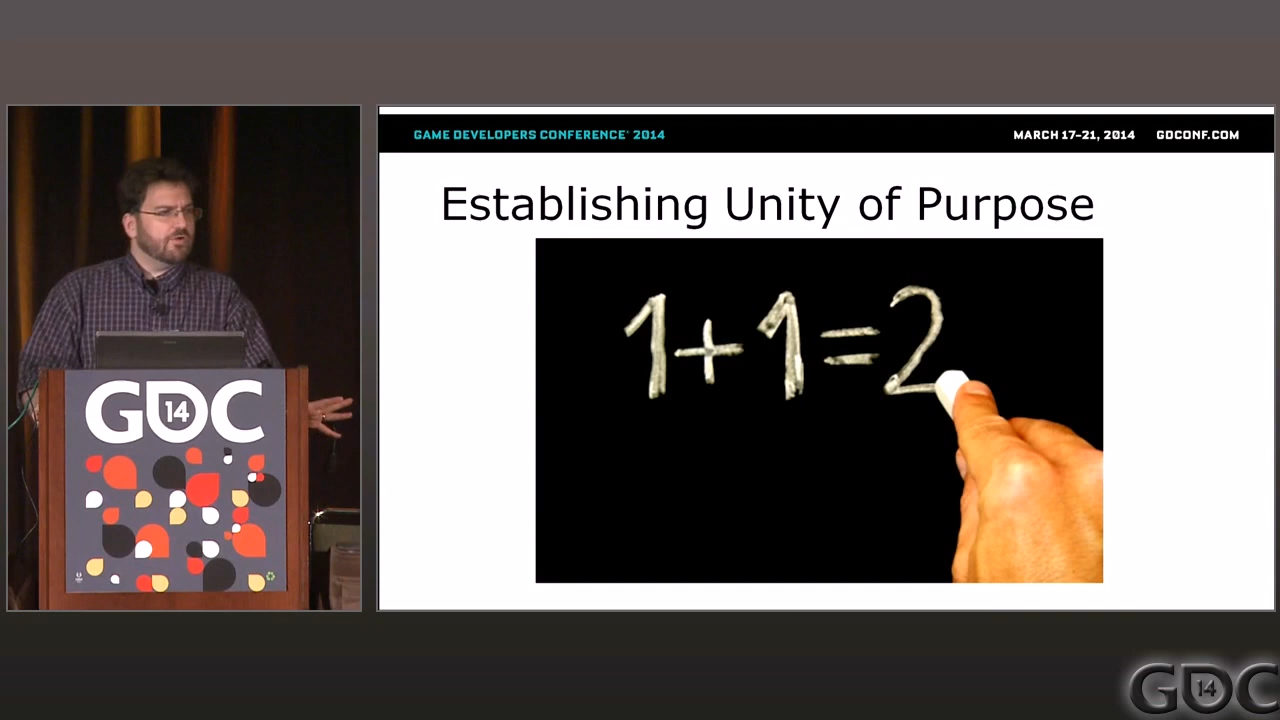 GAME DEVELOPERS CONFERENCE® 2014
MARCH 17-21, 2014 GDCONF.COM
Establishing Unity of Purpose
1+1=2
GDC
14
GDC
14